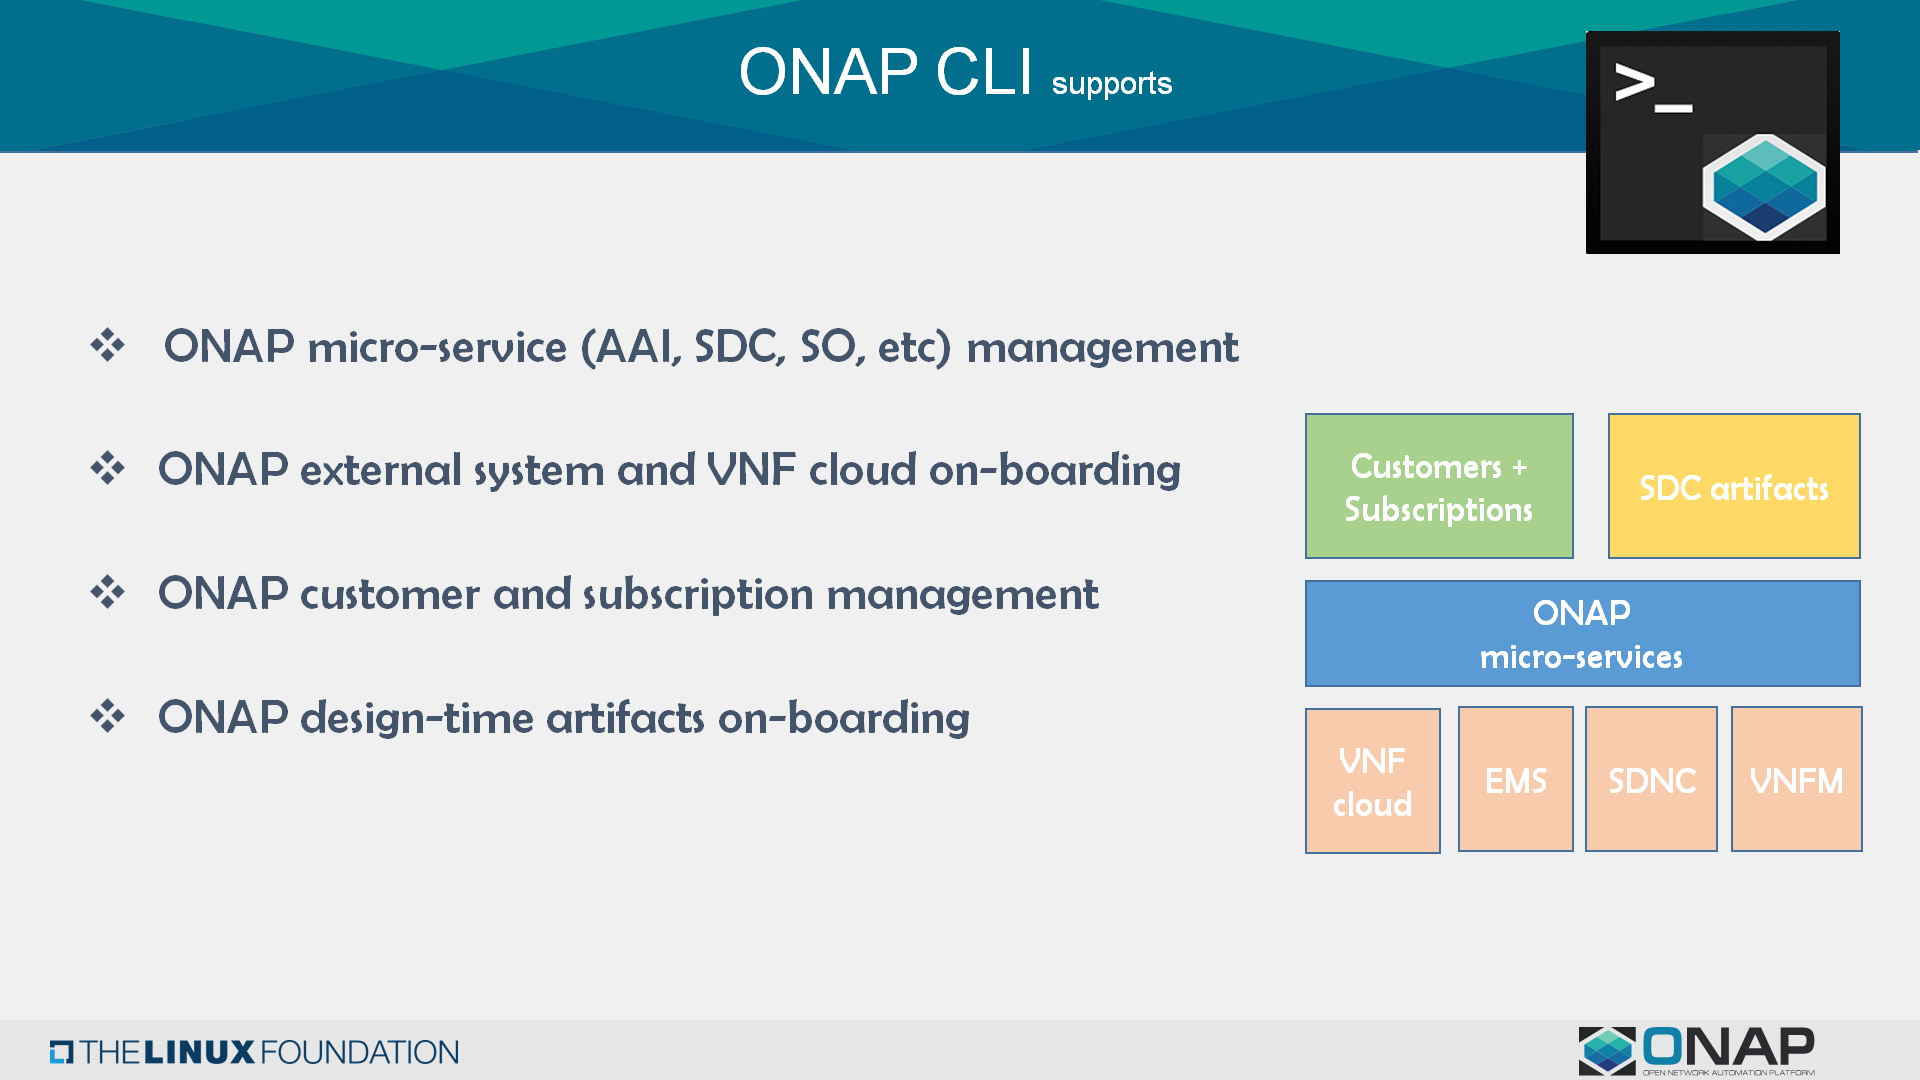 ONAP CLI supports
>_
❖ ONAP micro-service (AAI, SDC, SO, etc) management
❖ ONAP external system and VNF cloud on-boarding
❖ ONAP customer and subscription management
❖ ONAP design-time artifacts on-boarding
Customers +
Subscriptions
SDC artifacts
ONAP
micro-services
VNF
cloud
EMS
SDNC
VNFM
THE LINUX FOUNDATION
ONAP
OPEN NETWORK AUTOMATION PLATFORM